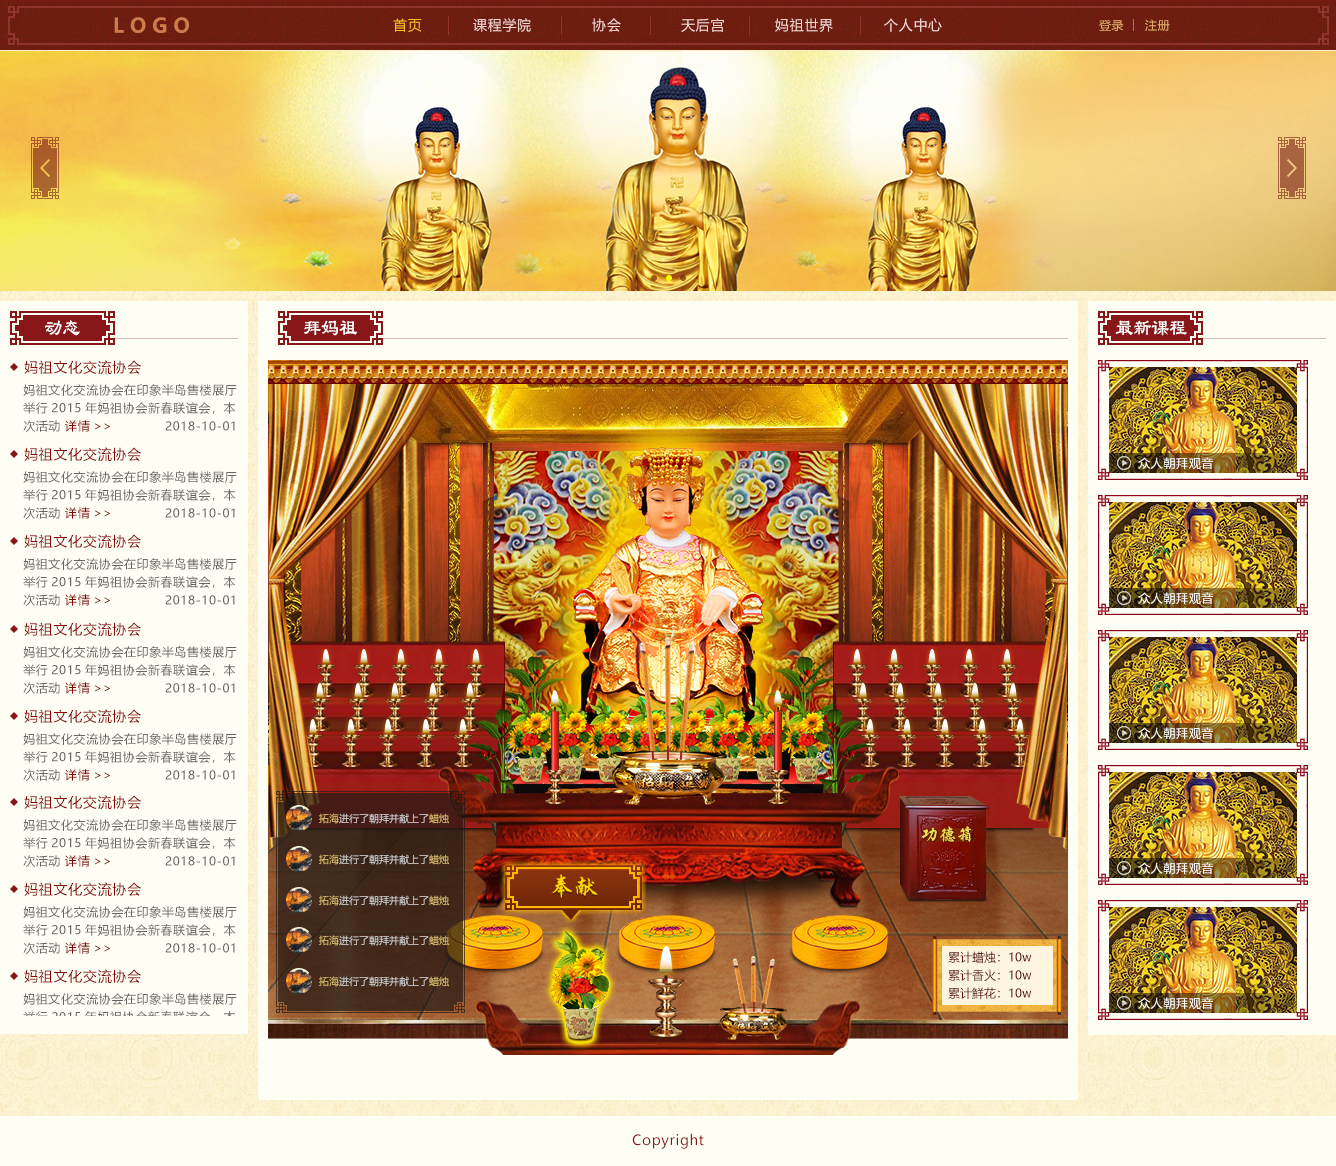 LOGO
首页
课程学院
协会
天后宫
妈祖世界
个人中心
登录
注册
动态
妈祖文化交流协会
妈祖文化交流协会在印象半岛售楼展厅
举行 2015 年妈祖协会新春联谊会，本
次活动 详情 >> 2018-10-01
妈祖文化交流协会
妈祖文化交流协会在印象半岛售楼展厅
举行 2015 年妈祖协会新春联谊会，本
次活动 详情 >> 2018-10-01
妈祖文化交流协会
妈祖文化交流协会在印象半岛售楼展厅
举行 2015 年妈祖协会新春联谊会，本
次活动 详情 >> 2018-10-01
妈祖文化交流协会
妈祖文化交流协会在印象半岛售楼展厅
举行 2015 年妈祖协会新春联谊会，本
次活动 详情 >> 2018-10-01
妈祖文化交流协会
妈祖文化交流协会在印象半岛售楼展厅
举行 2015 年妈祖协会新春联谊会，本
次活动 详情 >> 2018-10-01
妈祖文化交流协会
妈祖文化交流协会在印象半岛售楼展厅
举行 2015 年妈祖协会新春联谊会，本
次活动 详情 >> 2018-10-01
妈祖文化交流协会
妈祖文化交流协会在印象半岛售楼展厅
举行 2015 年妈祖协会新春联谊会，本
次活动 详情 >> 2018-10-01
妈祖文化交流协会
妈祖文化交流协会在印象半岛售楼展厅
举行 2015 年妈祖协会新春联谊会，本
拜妈祖
拓海进行了朝拜并献上了蜡烛
拓海进行了朝拜并献上了蜡烛
拓海进行了朝拜并献上了蜡烛
拓海进行了朝拜并献上了蜡烛
拓海进行了朝拜并献上了蜡烛
奉献
功德箱
累计蜡烛：10w
累计香火：10w
累计鲜花：10w
最新课程
众人朝拜观音
众人朝拜观音
众人朝拜观音
众人朝拜观音
众人朝拜观音
Copyright